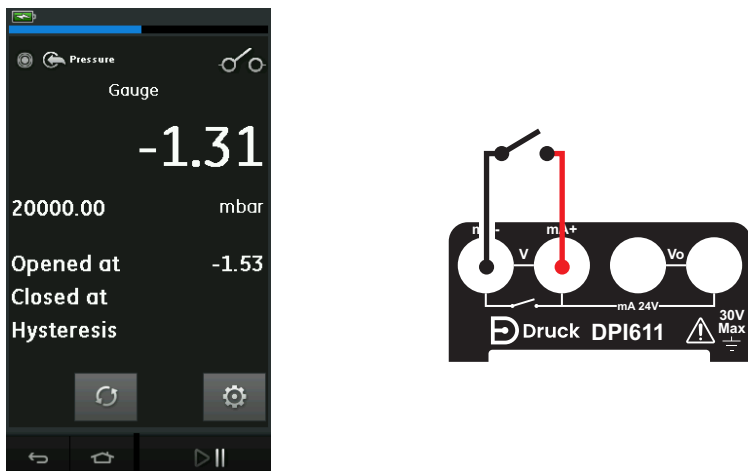 Pressure
Gauge
-1.31
20000.00 mbar
Opened at -1.53
Closed at
Hysteresis
mA+
V
Vo
mA 24V
Druck DPI611
30V
Max